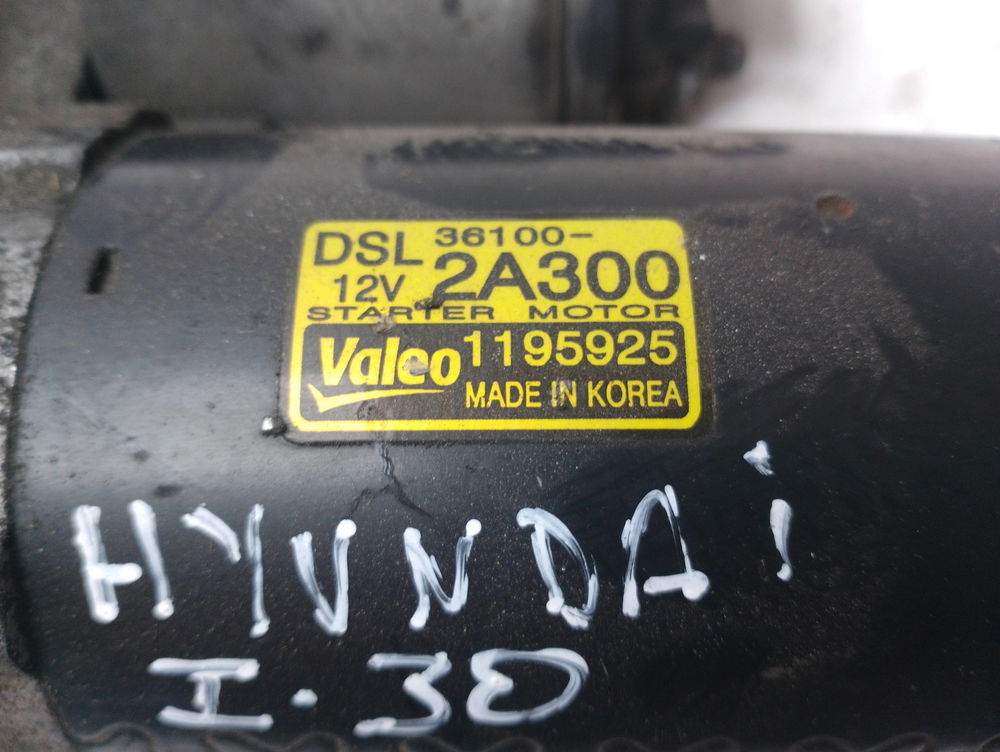 DSL 36100-
12V 2A300
STARTER MOTOR
Valeo 1195925
MADE IN KOREA
HYUNDAi
I.30